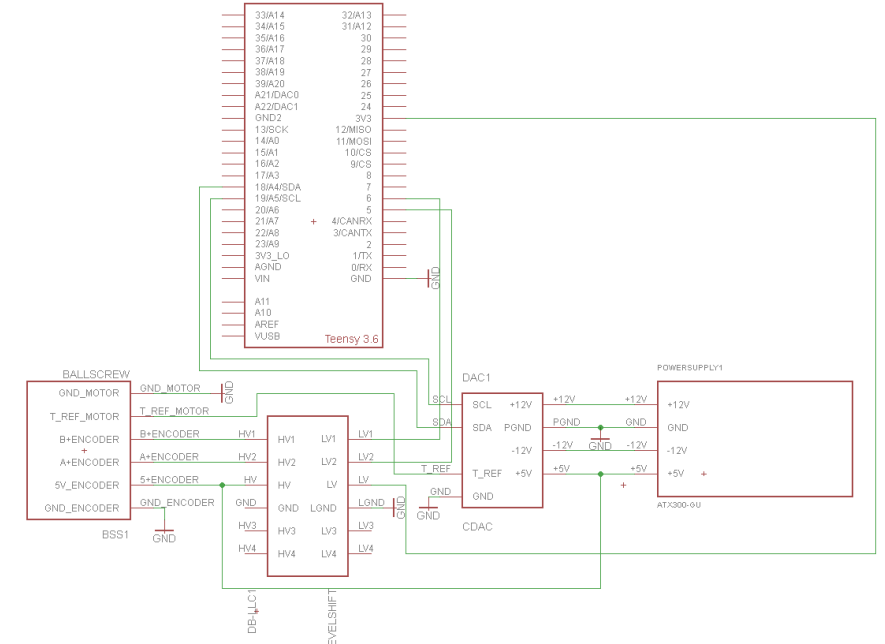 33/A14 32/A13
34/A15 31/A12
35/A16 30
36/A17 29
37/A18 28
38/A19 27
39/A20 26
A21/DAC0 25
A22/DAC1 24
GND2 3V3
13/SCK 12/MISO
14/A0 11/MOSI
15/A1 10/CS
16/A2 9/CS
17/A3 8
18/A4/SDA 7
19/A5/SCL 6
20/A6 5
21/A7 4/CANRX
22/A8 3/CANTX
23/A9 2
3V3_LO 1/TX
AGND 0/RX
VIN GND
GND
A11
A10
AREF
VUSB
Teensy 3.6
BALLSCREW
GND_MOTOR GND_MOTOR
GND
T_REF_MOTOR T_REF_MOTOR
B+ENCODER B+ENCODER
A+ENCODER A+ENCODER
5V_ENCODER 5+ENCODER
GND_ENCODER GND_ENCODER
GND
BSS1
HV1 HV1 LV1 LV1
HV2 HV2 LV2 LV2
HV HV LV LV
GND GND LGND LGND
GND
HV3 HV3 LV3 LV3
HV4 HV4 LV4 LV4
DB-LLC1
EVELSHIFT
DAC1
SCL SCL +12V +12V
SDA SDA PGND PGND
-12V -12V
T_REF T_REF +5V +5V
GND GND
GND
CDAC
GND
POWERSUPPLY1
+12V +12V
GND GND
-12V -12V
+5V +5V
ATX300-GU